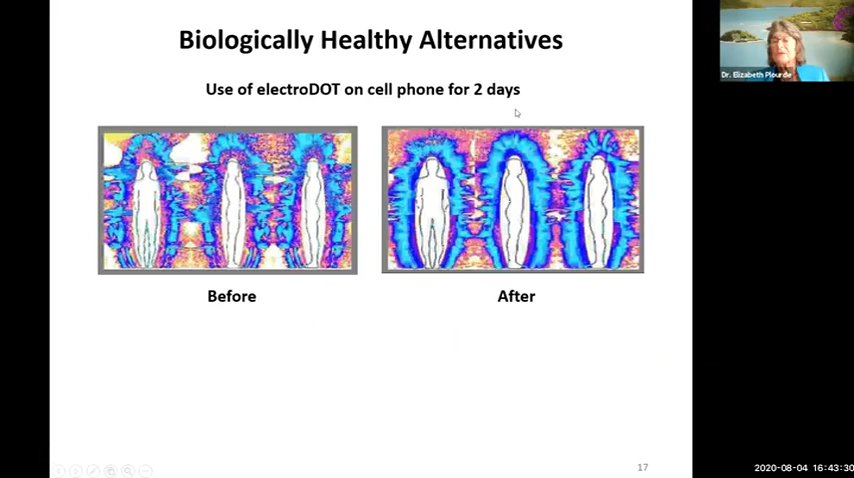 Biologically Healthy Alternatives
Dr. Elizabeth Plourde
Use of electroDOT on cell phone for 2 days
Before
After
17
2020-08-04 16:43:30